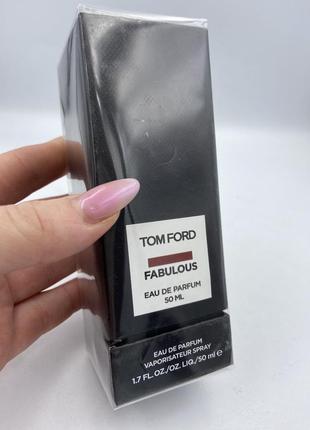 TOM FORD
FABULOUS
EAU DE PARFUM
50 ML
EAU DE PARFUM
VAPORISATEUR SPRAY
1.7 FL. OZ./OZ. LIQ./50 ml ℮